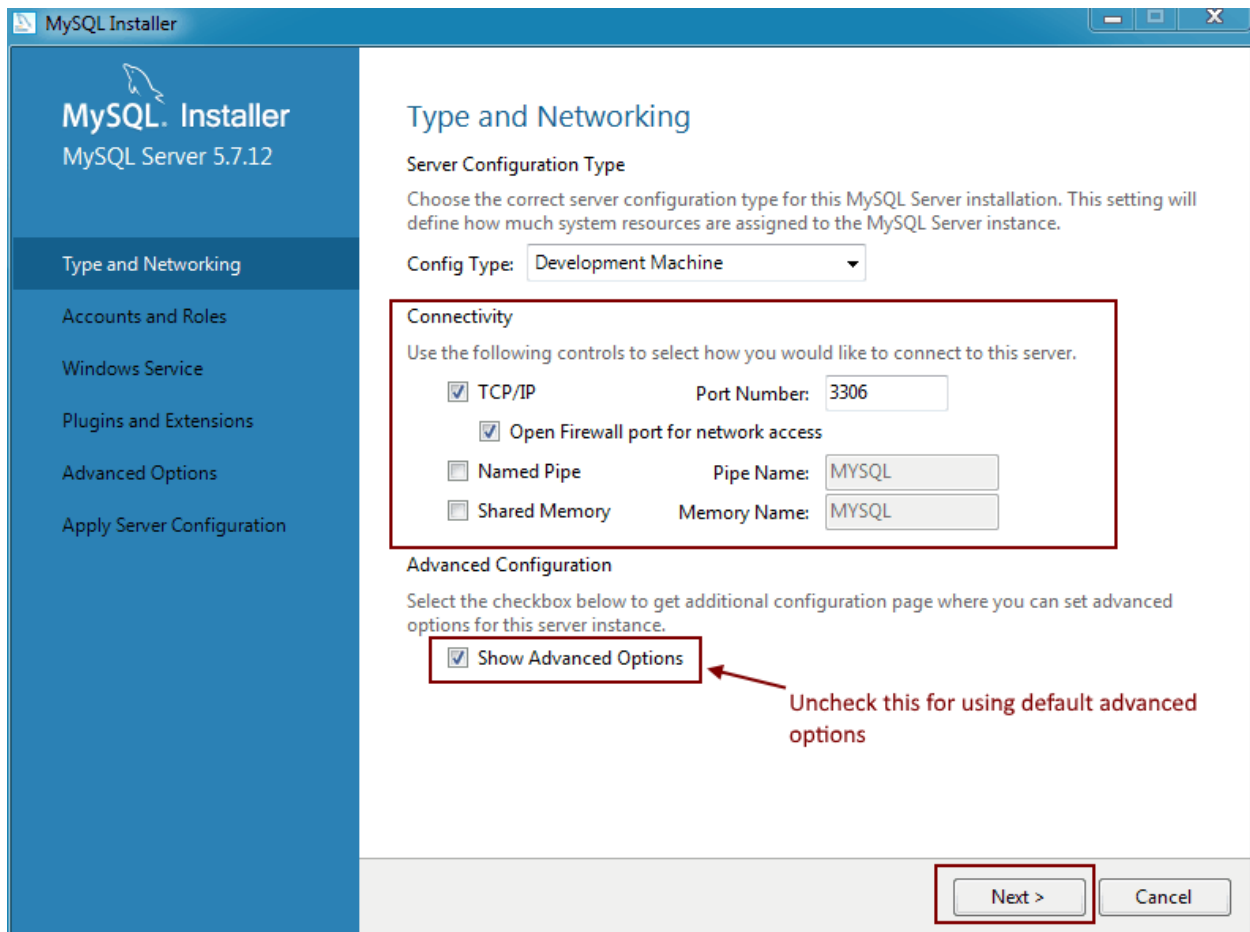 MySQL Installer
MySQL. Installer
MySQL Server 5.7.12
Type and Networking
Accounts and Roles
Windows Service
Plugins and Extensions
Advanced Options
Apply Server Configuration
Type and Networking
Server Configuration Type
Choose the correct server configuration type for this MySQL Server installation. This setting will
define how much system resources are assigned to the MySQL Server instance.
Config Type: Development Machine
Connectivity
Use the following controls to select how you would like to connect to this server.
TCP/IP Port Number: 3306
Open Firewall port for network access
Named Pipe Pipe Name: MYSQL
Shared Memory Memory Name: MYSQL
Advanced Configuration
Select the checkbox below to get additional configuration page where you can set advanced
options for this server instance.
Show Advanced Options
Uncheck this for using default advanced
options
Next > Cancel